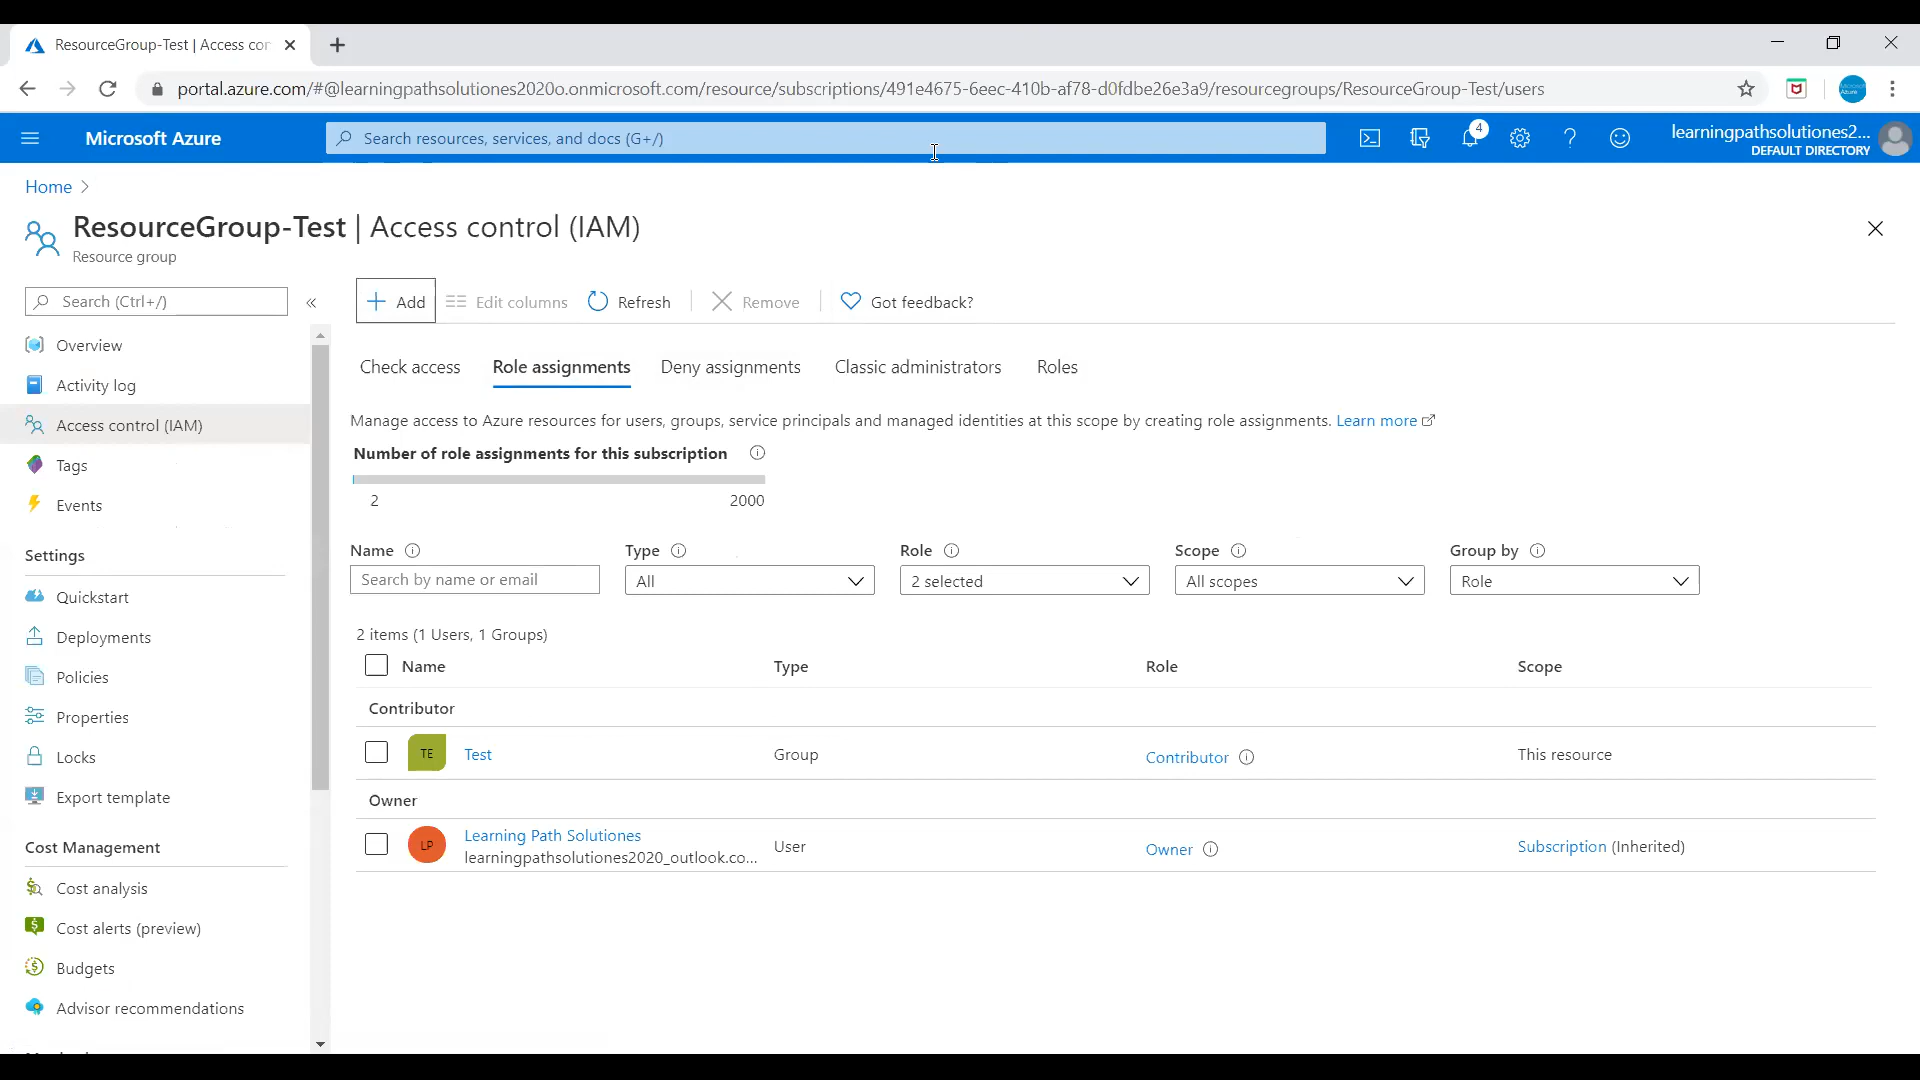 ResourceGroup-Test | Access con
portal.azure.com/#@learningpathsolutiones2020o.onmicrosoft.com/resource/subscriptions/491e4675-6eec-410b-af78-d0fdbe26e3a9/resourcegroups/ResourceGroup-Test/users
Microsoft Azure
Search resources, services, and docs (G+/)
4
learningpathsolutiones2...
DEFAULT DIRECTORY
Home
ResourceGroup-Test | Access control (IAM)
Resource group
Search (Ctrl+/)
«
Add
Edit columns
Refresh
Remove
Got feedback?
Overview
Activity log
Access control (IAM)
Tags
Events
Settings
Quickstart
Deployments
Policies
Properties
Locks
Export template
Cost Management
Cost analysis
Cost alerts (preview)
Budgets
Advisor recommendations
Check access
Role assignments
Deny assignments
Classic administrators
Roles
Manage access to Azure resources for users, groups, service principals and managed identities at this scope by creating role assignments. Learn more
Number of role assignments for this subscription
2
2000
Name
Type
Role
Scope
Group by
Search by name or email
All
2 selected
All scopes
Role
2 items (1 Users, 1 Groups)
Name
Type
Role
Scope
Contributor
TE
Test
Group
Contributor
This resource
Owner
LP
Learning Path Solutiones
learningpathsolutiones2020_outlook.co...
User
Owner
Subscription (Inherited)